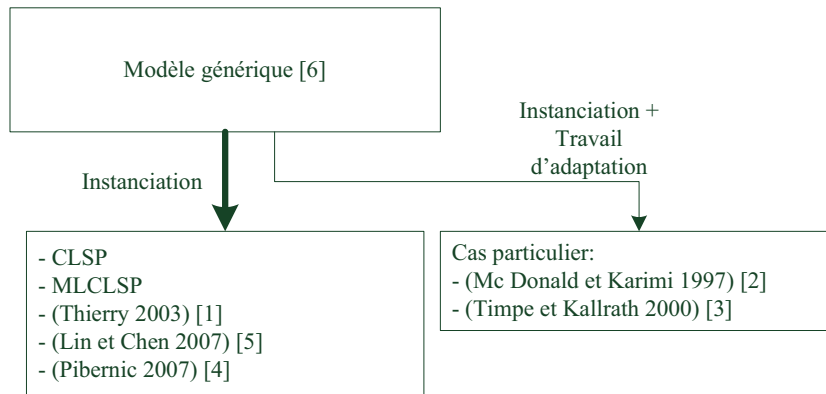 Modèle générique [6]
Instanciation +
Travail
d'adaptation
Instanciation
- CLSP
- MLCLSP
- (Thierry 2003) [1]
- (Lin et Chen 2007) [5]
- (Pibernic 2007) [4]
Cas particulier:
- (Mc Donald et Karimi 1997) [2]
- (Timpe et Kallrath 2000) [3]